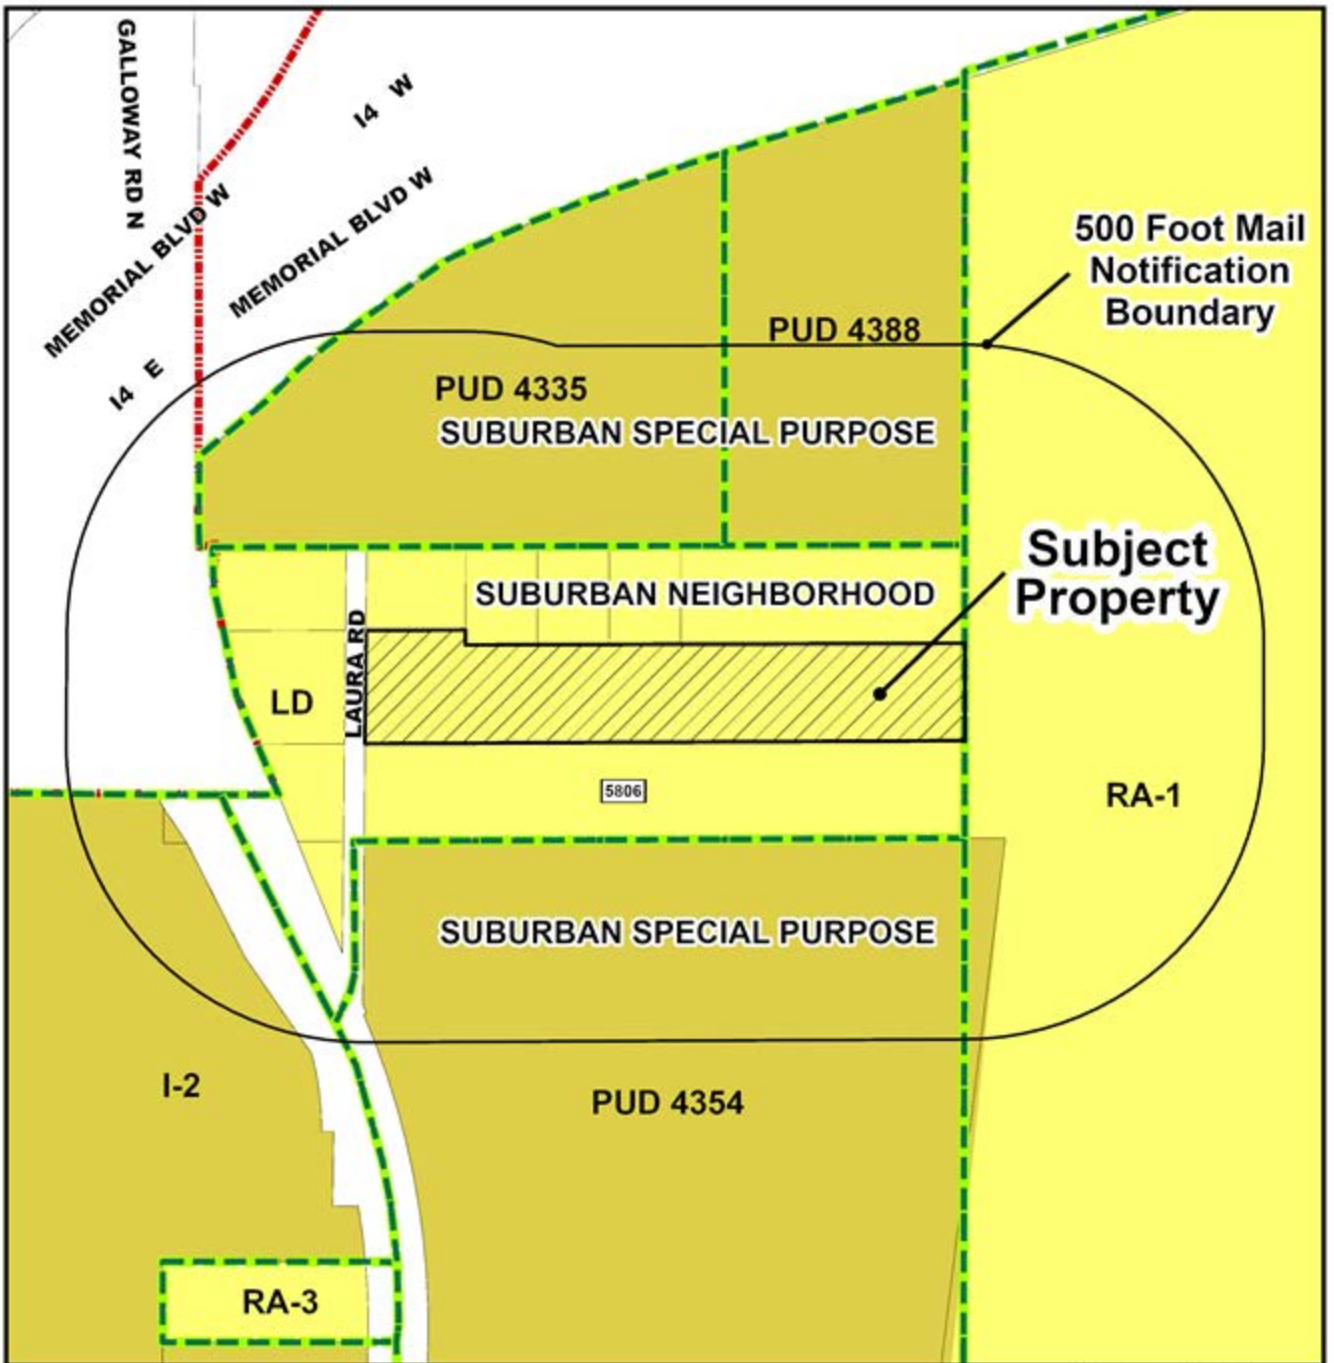 GALLOWAY RD N
I4 W
MEMORIAL BLVD W
MEMORIAL BLVD W
I4 E
500 Foot Mail
Notification
Boundary
PUD 4388
PUD 4335
SUBURBAN SPECIAL PURPOSE
Subject
Property
SUBURBAN NEIGHBORHOOD
LAURA RD
LD
5806
RA-1
SUBURBAN SPECIAL PURPOSE
I-2
PUD 4354
RA-3